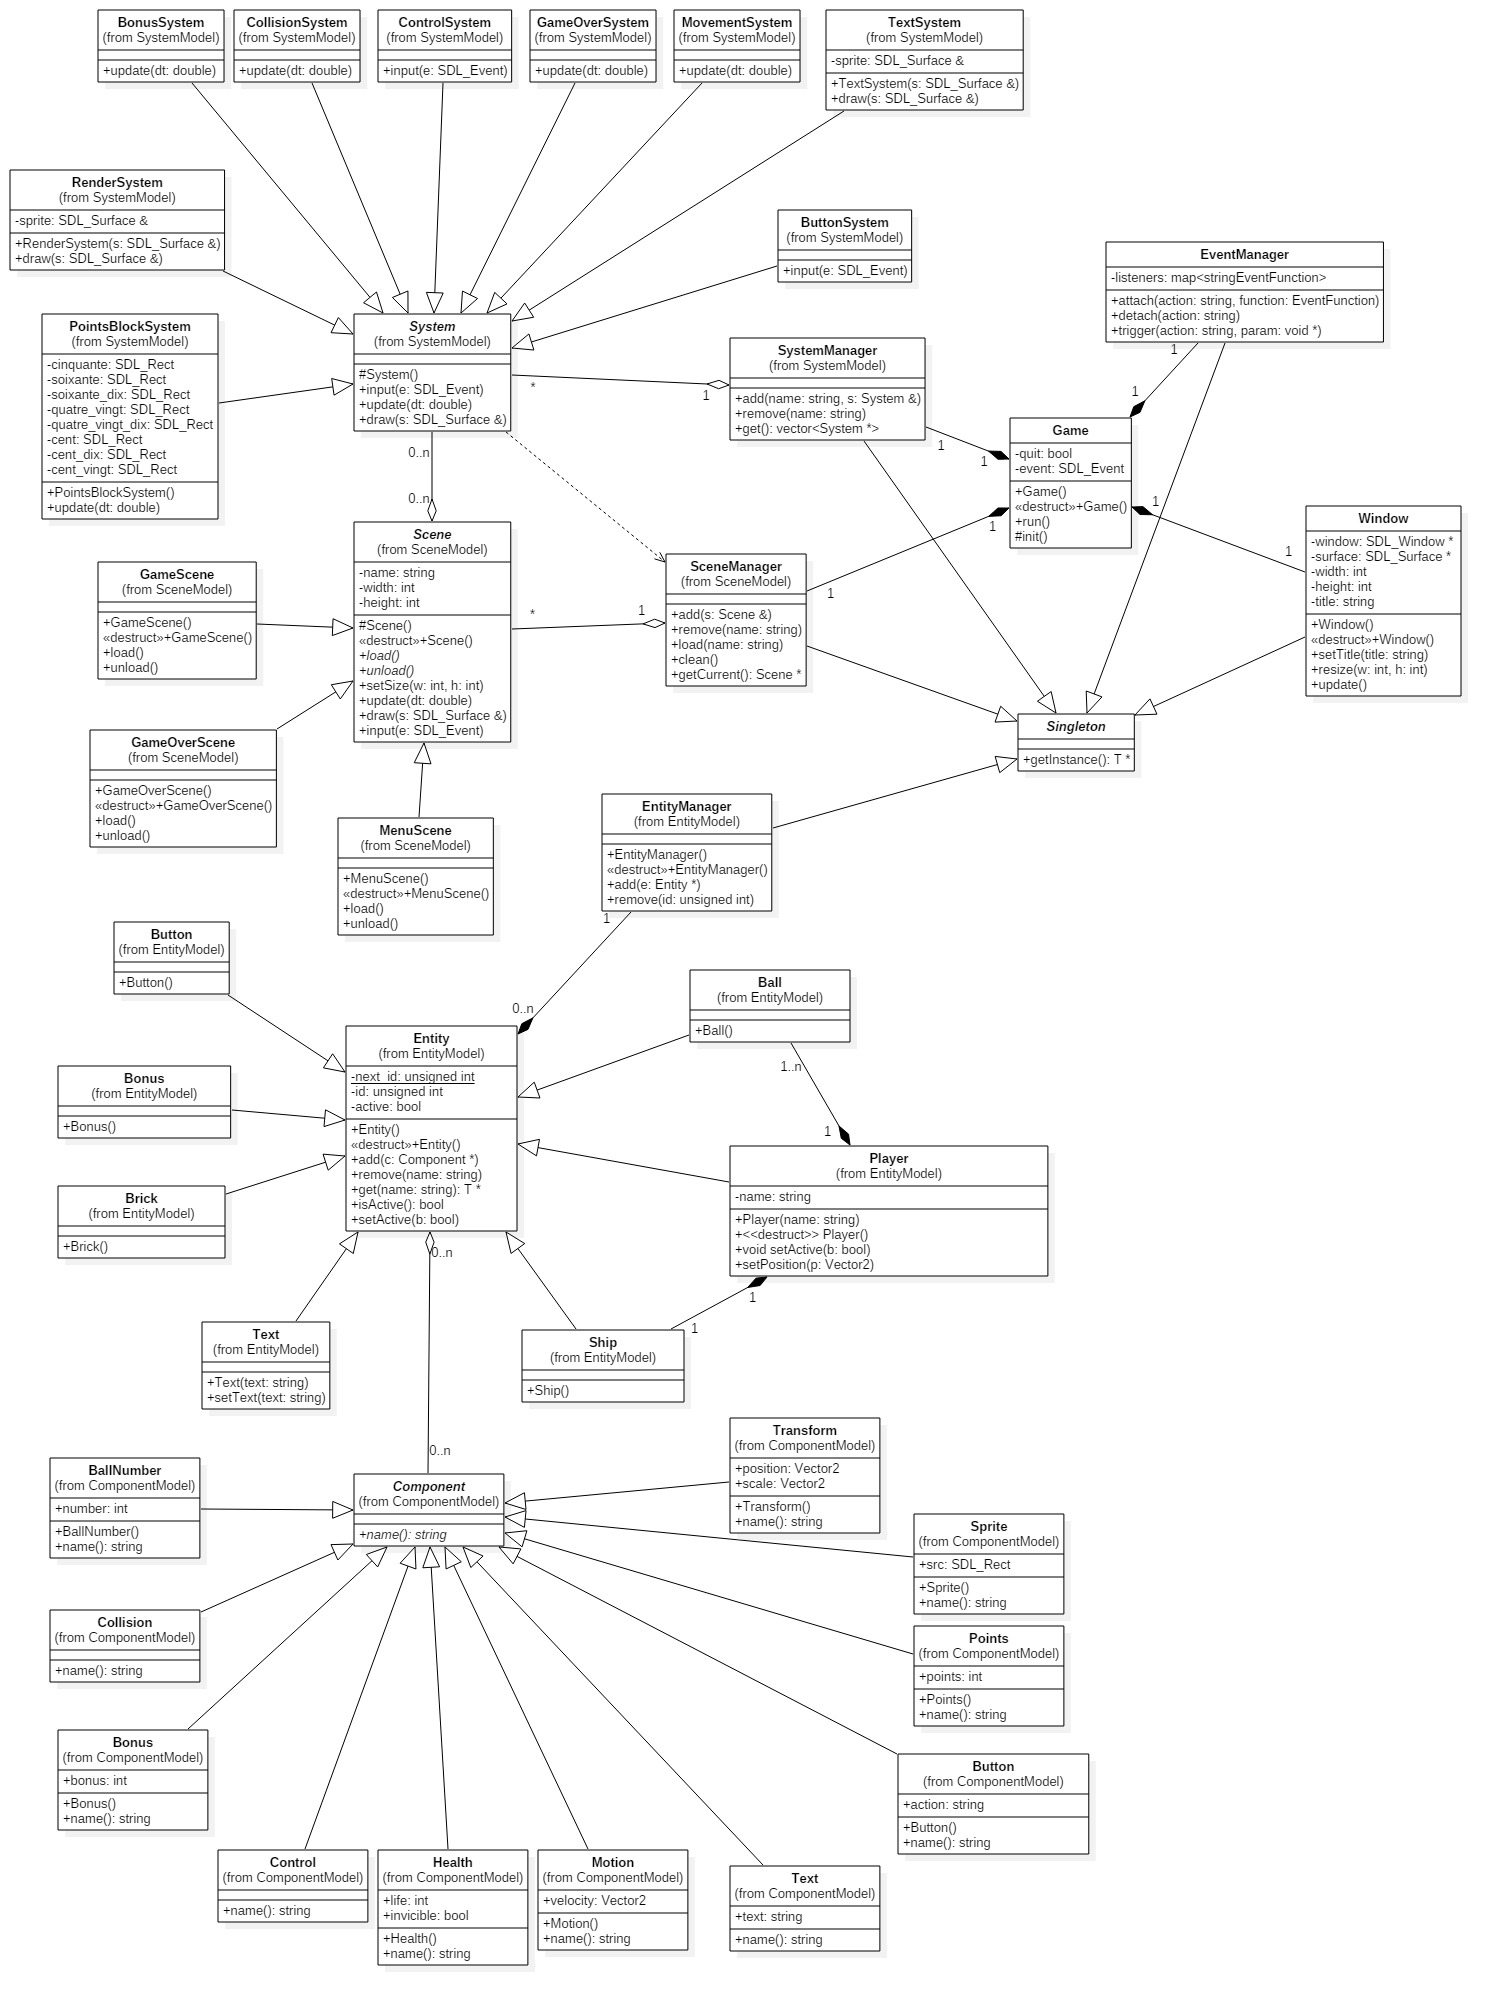 BonusSystem
(from SystemModel)
+update(dt: double)
CollisionSystem
(from SystemModel)
+update(dt: double)
ControlSystem
(from SystemModel)
+input(e: SDL_Event)
GameOverSystem
(from SystemModel)
+update(dt: double)
MovementSystem
(from SystemModel)
+update(dt: double)
TextSystem
(from SystemModel)
-sprite: SDL_Surface &
+TextSystem(s: SDL_Surface &)
+draw(s: SDL_Surface &)
RenderSystem
(from SystemModel)
-sprite: SDL_Surface &
+RenderSystem(s: SDL_Surface &)
+draw(s: SDL_Surface &)
ButtonSystem
(from SystemModel)
+input(e: SDL_Event)
EventManager
-listeners: map<stringEventFunction>
+attach(action: string, function: EventFunction)
+detach(action: string)
+trigger(action: string, param: void *)
1
1
PointsBlockSystem
(from SystemModel)
-cinquante: SDL_Rect
-soixante: SDL_Rect
-soixante_dix: SDL_Rect
-quatre_vingt: SDL_Rect
-quatre_vingt_dix: SDL_Rect
-cent: SDL_Rect
-cent_dix: SDL_Rect
-cent_vingt: SDL_Rect
+PointsBlockSystem()
+update(dt: double)
System
(from SystemModel)
#System()
+input(e: SDL_Event)
+update(dt: double)
+draw(s: SDL_Surface &)
*
1
SystemManager
(from SystemModel)
+add(name: string, s: System &)
+remove(name: string)
+get(): vector<System *>
1
1
Game
-quit: bool
-event: SDL_Event
+Game()
«destruct»+Game()
+run()
#init()
1
1
1
1
Window
-window: SDL_Window *
-surface: SDL_Surface *
-width: int
-height: int
-title: string
+Window()
«destruct»+Window()
+setTitle(title: string)
+resize(w: int, h: int)
+update()
0..n
0..n
Scene
(from SceneModel)
-name: string
-width: int
-height: int
#Scene()
«destruct»+Scene()
+load()
+unload()
+setSize(w: int, h: int)
+update(dt: double)
+draw(s: SDL_Surface &)
+input(e: SDL_Event)
*
1
SceneManager
(from SceneModel)
+add(s: Scene &)
+remove(name: string)
+load(name: string)
+clean()
+getCurrent(): Scene *
GameScene
(from SceneModel)
+GameScene()
«destruct»+GameScene()
+load()
+unload()
GameOverScene
(from SceneModel)
+GameOverScene()
«destruct»+GameOverScene()
+load()
+unload()
Singleton
+getInstance(): T *
MenuScene
(from SceneModel)
+MenuScene()
«destruct»+MenuScene()
+load()
+unload()
EntityManager
(from EntityModel)
+EntityManager()
«destruct»+EntityManager()
+add(e: Entity *)
+remove(id: unsigned int)
1
0..n
Button
(from EntityModel)
+Button()
Ball
(from EntityModel)
+Ball()
1..n
1
Entity
(from EntityModel)
-next_id: unsigned int
-id: unsigned int
-active: bool
+Entity()
«destruct»+Entity()
+add(c: Component *)
+remove(name: string)
+get(name: string): T *
+isActive(): bool
+setActive(b: bool)
Bonus
(from EntityModel)
+Bonus()
Brick
(from EntityModel)
+Brick()
Player
(from EntityModel)
-name: string
+Player(name: string)
+<<destruct>> Player()
+void setActive(b: bool)
+setPosition(p: Vector2)
1
1
0..n
0..n
Text
(from EntityModel)
+Text(text: string)
+setText(text: string)
Ship
(from EntityModel)
+Ship()
BallNumber
(from ComponentModel)
+number: int
+BallNumber()
+name(): string
Component
(from ComponentModel)
+name(): string
Transform
(from ComponentModel)
+position: Vector2
+scale: Vector2
+Transform()
+name(): string
Sprite
(from ComponentModel)
+src: SDL_Rect
+Sprite()
+name(): string
Collision
(from ComponentModel)
+name(): string
Points
(from ComponentModel)
+points: int
+Points()
+name(): string
Bonus
(from ComponentModel)
+bonus: int
+Bonus()
+name(): string
Button
(from ComponentModel)
+action: string
+Button()
+name(): string
Control
(from ComponentModel)
+name(): string
Health
(from ComponentModel)
+life: int
+invicible: bool
+Health()
+name(): string
Motion
(from ComponentModel)
+velocity: Vector2
+Motion()
+name(): string
Text
(from ComponentModel)
+text: string
+name(): string